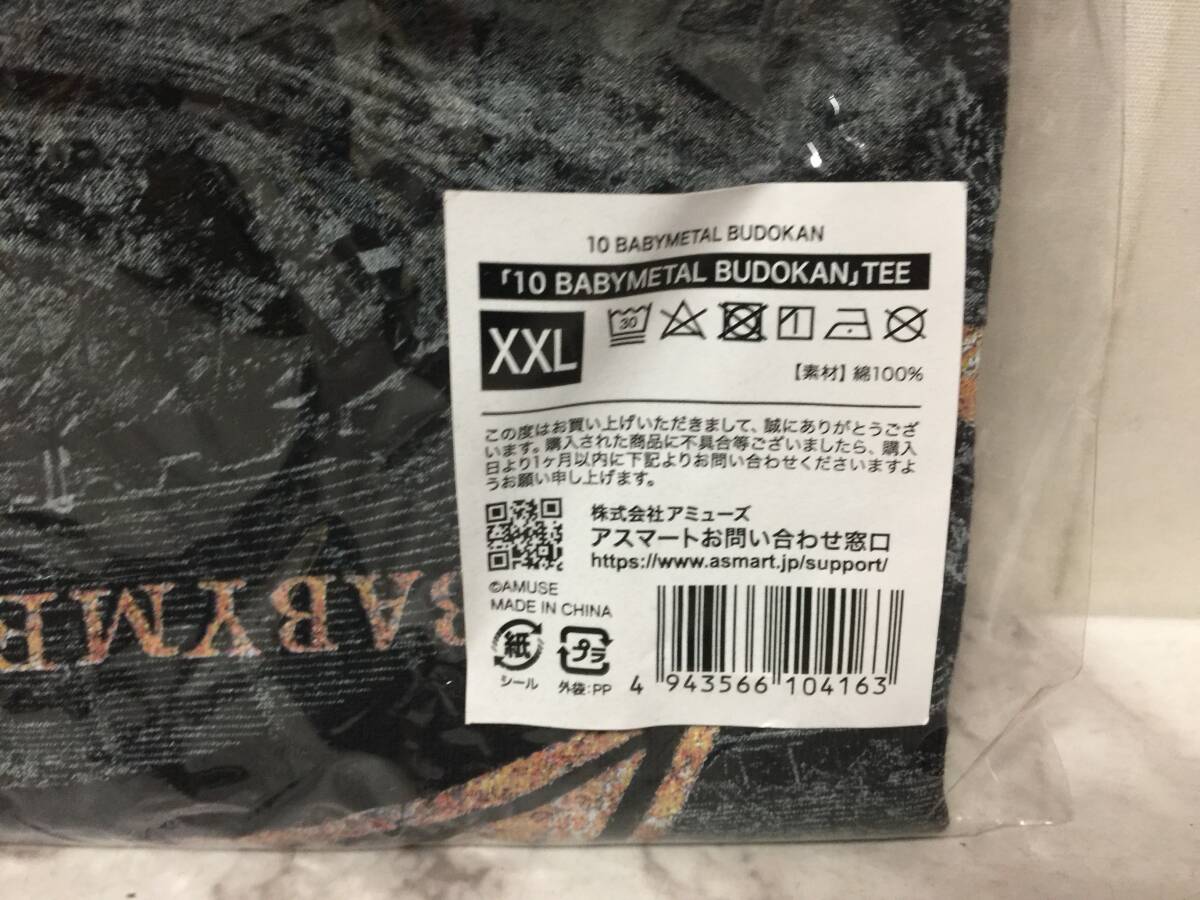 10 BABYMETAL BUDOKAN
「10 BABYMETAL BUDOKAN」TEE
XXL
30
【素材】綿100%
この度はお買い上げいただきまして、誠にありがとうござ
います。購入された商品に不具合等ございましたら、購入
日より1ヶ月以内に下記よりお問い合わせくださいますよ
うお願い申し上げます。
株式会社アミューズ
アスマートお問い合わせ窓口
https://www.asmart.jp/support/
©AMUSE
MADE IN CHINA
紙
シール
プラ
外袋:PP
4 943566 104163
BABYME